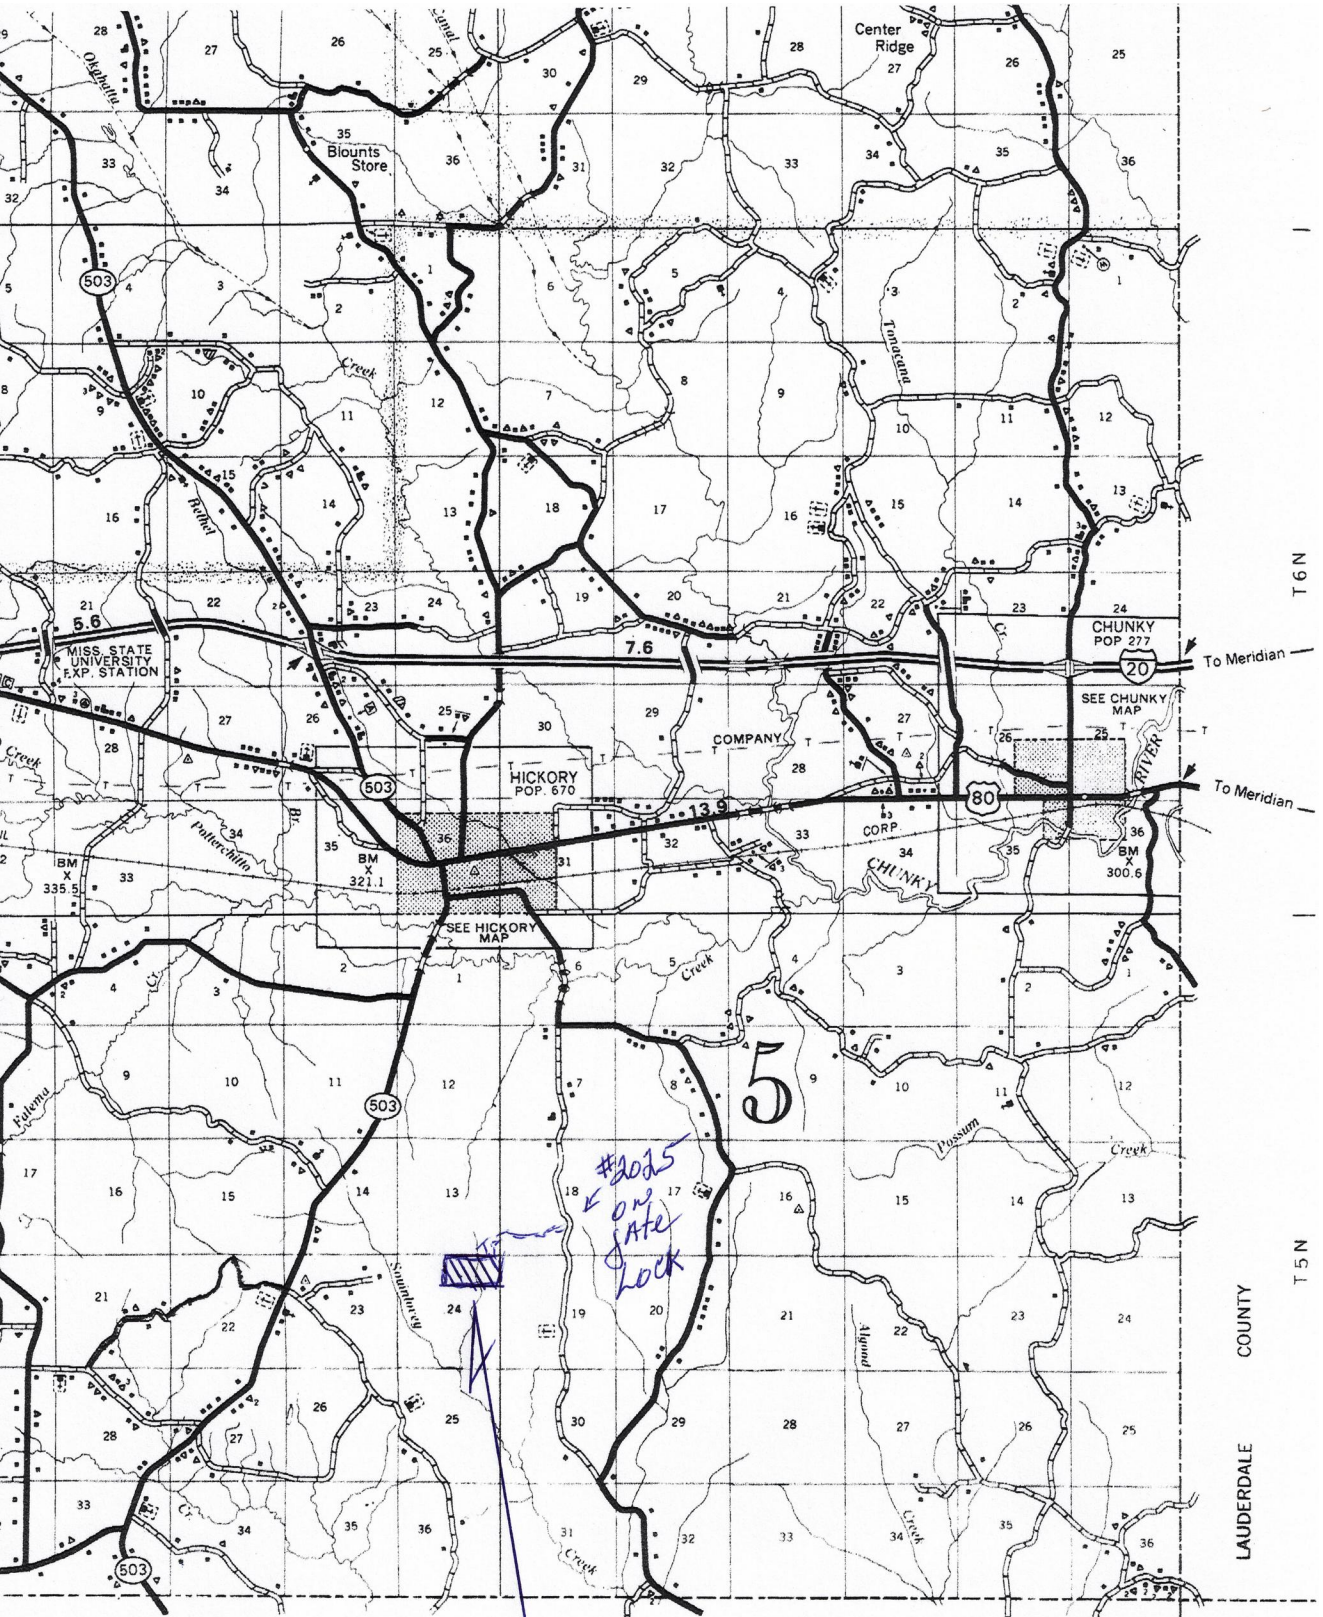 29 28 27 26 25 30 29 28 Center 26 25
Okahatta Canal Ridge
27
32 33 34 35 36 31 32 33 34 35 36
Blounts
Store
5 503 4 3 2 1 6 5 4 3 2 1
Tonacana
Creek
8 9 10 11 12 7 8 9 10 11 12
16 15 14 13 18 17 16 15 14 13
Bethel
T6N
21 22 23 24 19 20 21 22 23 24
5.6 7.6
CHUNKY
POP 277
MISS. STATE
UNIVERSITY
EXP. STATION
20 To Meridian
Cr.
SEE CHUNKY
MAP
28 27 26 25 30 29 28 27 26 25
COMPANY
Creek
RIVER
HICKORY
POP. 670
503
80 To Meridian
13.9
CORP
Potterchitto
Br.
33 34 35 36 31 32 33 34 35 36
BM
X
335.5
BM
X
321.1
CHUNKY
BM
X
300.6
SEE HICKORY
MAP
4 3 2 1 6 5 4 3 2 1
Cr. Creek
5
9 10 11 12 7 8 9 10 11 12
503
Possum
Creek
17 16 15 14 13 18 17 16 15 14 13
#2025
on
gate
Lock
T5N
Souinlovey
21 22 23 24 19 20 21 22 23 24
Algood
COUNTY
28 27 26 25 30 29 28 27 26 25
33 34 35 36 31 32 33 34 35 36
Cr. Creek Creek
503
LAUDERDALE